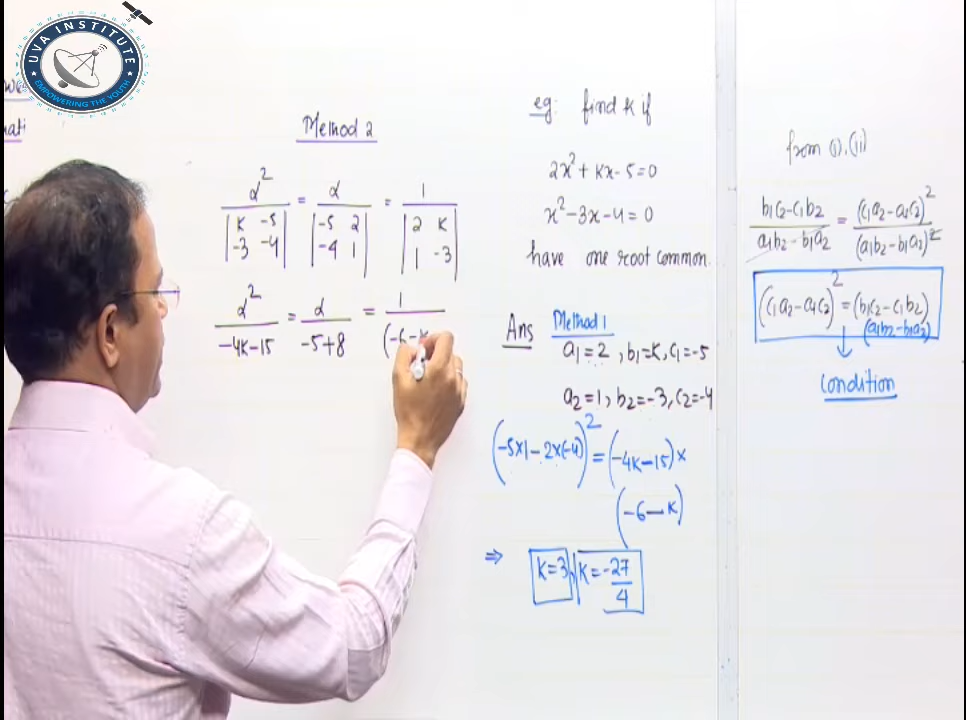 UVA INSTITUTE
EMPOWERING THE YOUTH
Method 2
α² / |K -5; -3 -4| = α / |-5 2; -4 1| = 1 / |2 K; 1 -3|
α² / -4K-15 = α / -5+8 = 1 / (-6-K
eg: find K if
2x²+Kx-5=0
x²-3x-4=0
have one root common.
Ans Method 1
a₁=2, b₁=K, c₁=-5
a₂=1, b₂=-3, c₂=-4
(-5x1-2x(-4))² = (-4K-15)x
(-6-K)
⇒ K=3, K=-27/4
from (i), (ii)
b₁c₂-c₁b₂ / a₁b₂-b₁a₂ = (c₁a₂-a₁c₂)² / (a₁b₂-b₁a₂)²
(c₁a₂-a₁c₂)² = (b₁c₂-c₁b₂)
(a₁b₂-b₁a₂)
↓
Condition